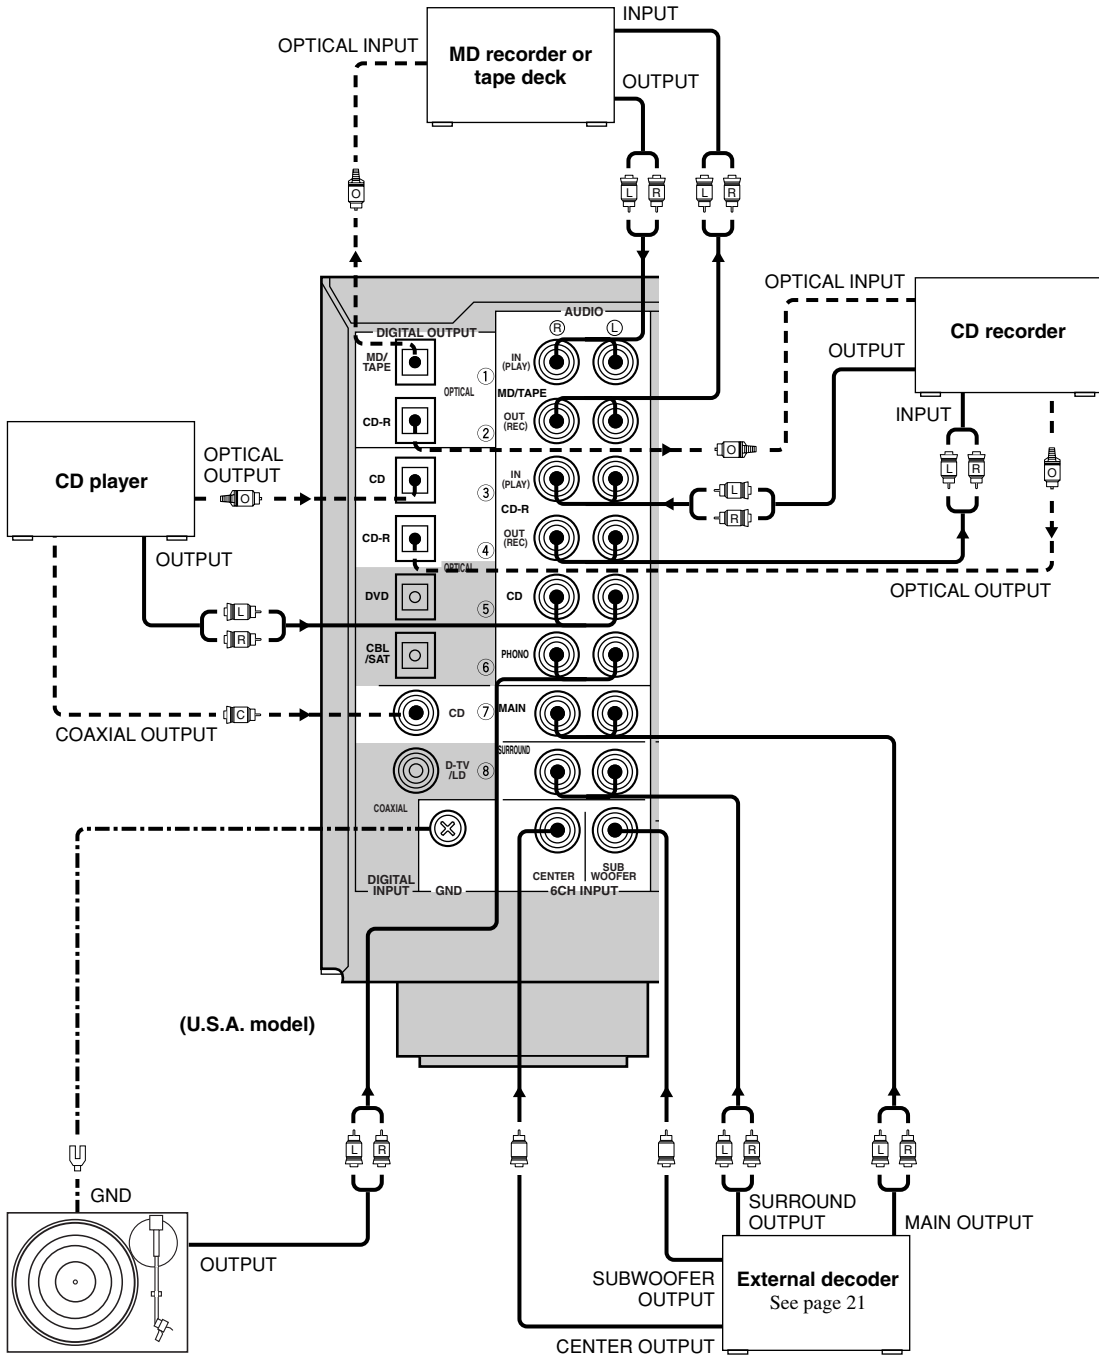 INPUT
OPTICAL INPUT
MD recorder or
tape deck
OUTPUT
O
L R
L R
OPTICAL INPUT
CD recorder
OUTPUT
INPUT
AUDIO
R L
DIGITAL OUTPUT
MD/
TAPE
1
IN
(PLAY)
OPTICAL
MD/TAPE
CD-R
2
OUT
(REC)
O
L R
O
CD player
OPTICAL
OUTPUT
O
CD
3
IN
(PLAY)
CD-R
L
R
CD-R
4
OUT
(REC)
OPTICAL
OUTPUT
OPTICAL OUTPUT
DVD
5
CD
L
R
CBL
/SAT
6
PHONO
C
CD
7
MAIN
COAXIAL OUTPUT
D-TV
/LD
8
SURROUND
COAXIAL
DIGITAL
INPUT
GND
CENTER
SUB
WOOFER
6CH INPUT
(U.S.A. model)
L R
L R
L R
GND
OUTPUT
SURROUND
OUTPUT
MAIN OUTPUT
SUBWOOFER
OUTPUT
External decoder
See page 21
CENTER OUTPUT